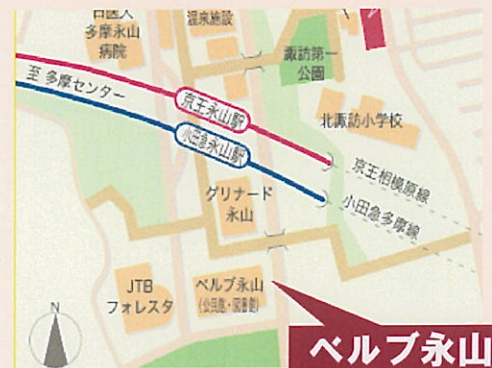 日医大
多摩永山
病院
温泉施設
諏訪第一
公園
至 多摩センター
京王永山駅
小田急永山駅
北諏訪小学校
京王相模原線
小田急多摩線
グリナード
永山
JTB
フォレスタ
ベルブ永山
(公民館・図書館)
N
ベルブ永山